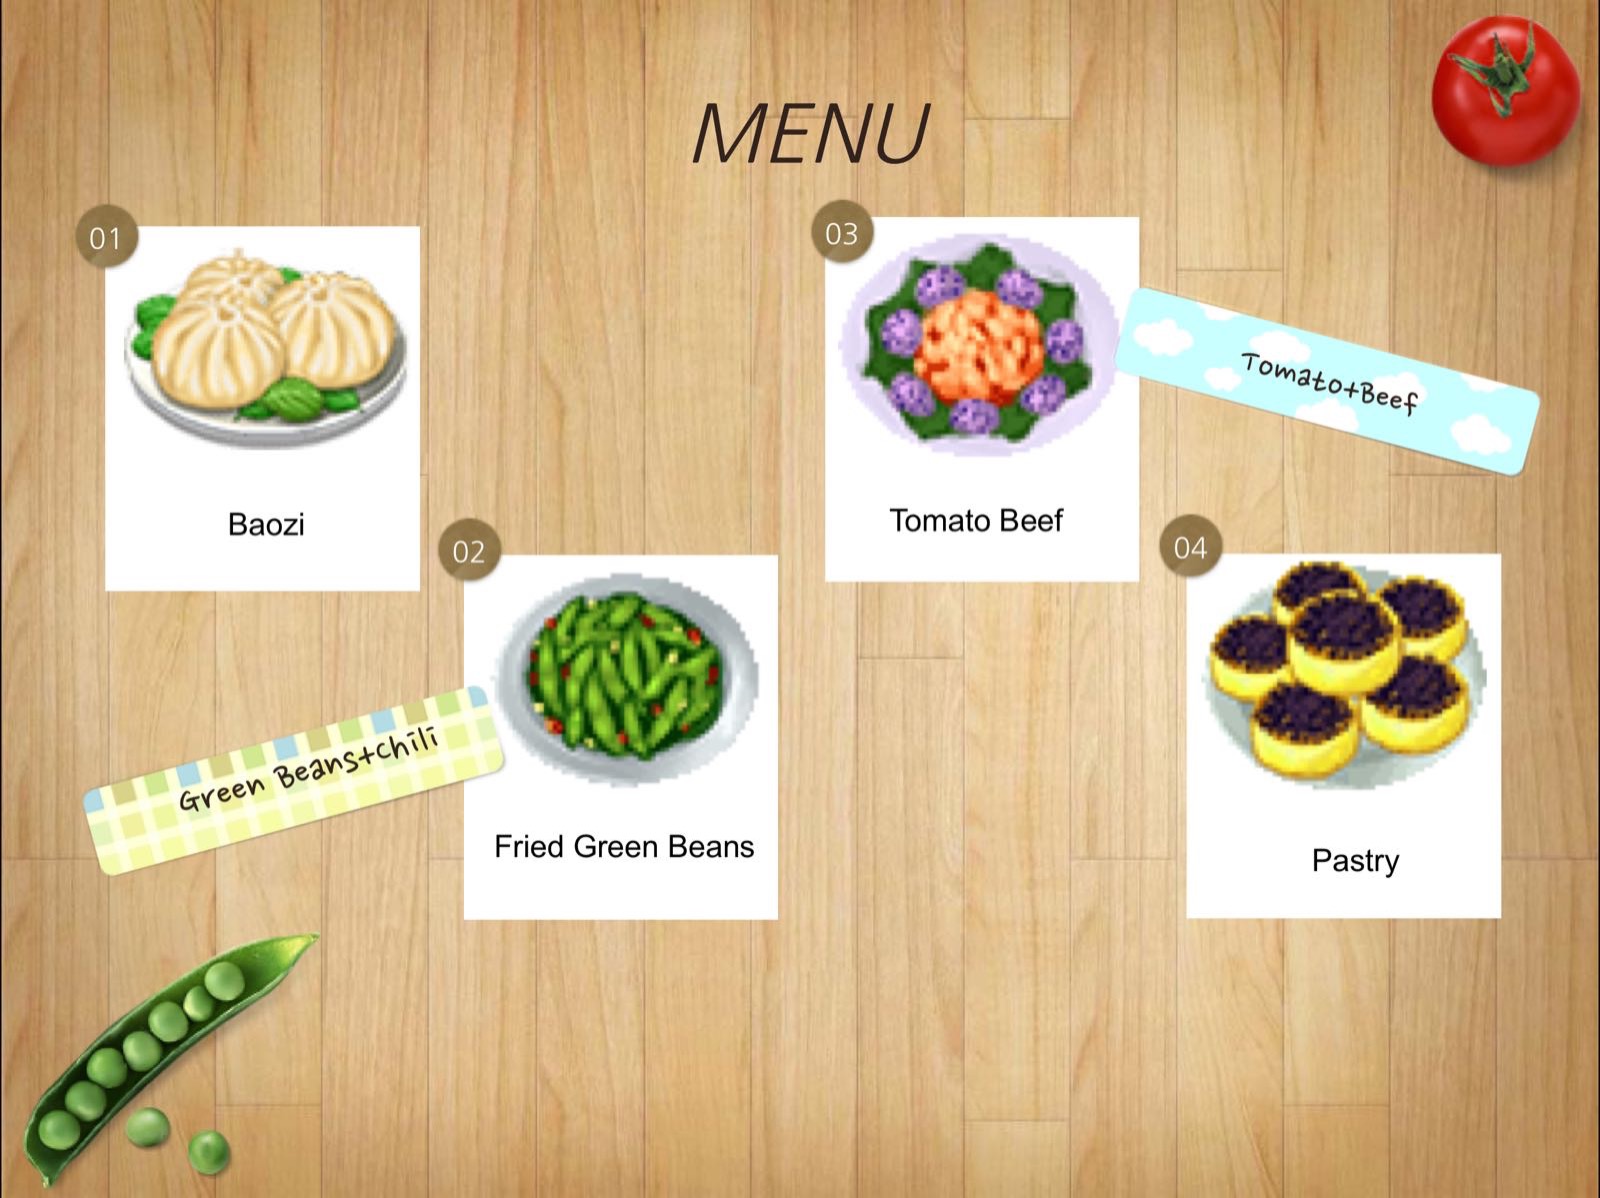 MENU
01
Baozi
02
Green Beans+chili
Fried Green Beans
03
Tomato+Beef
Tomato Beef
04
Pastry